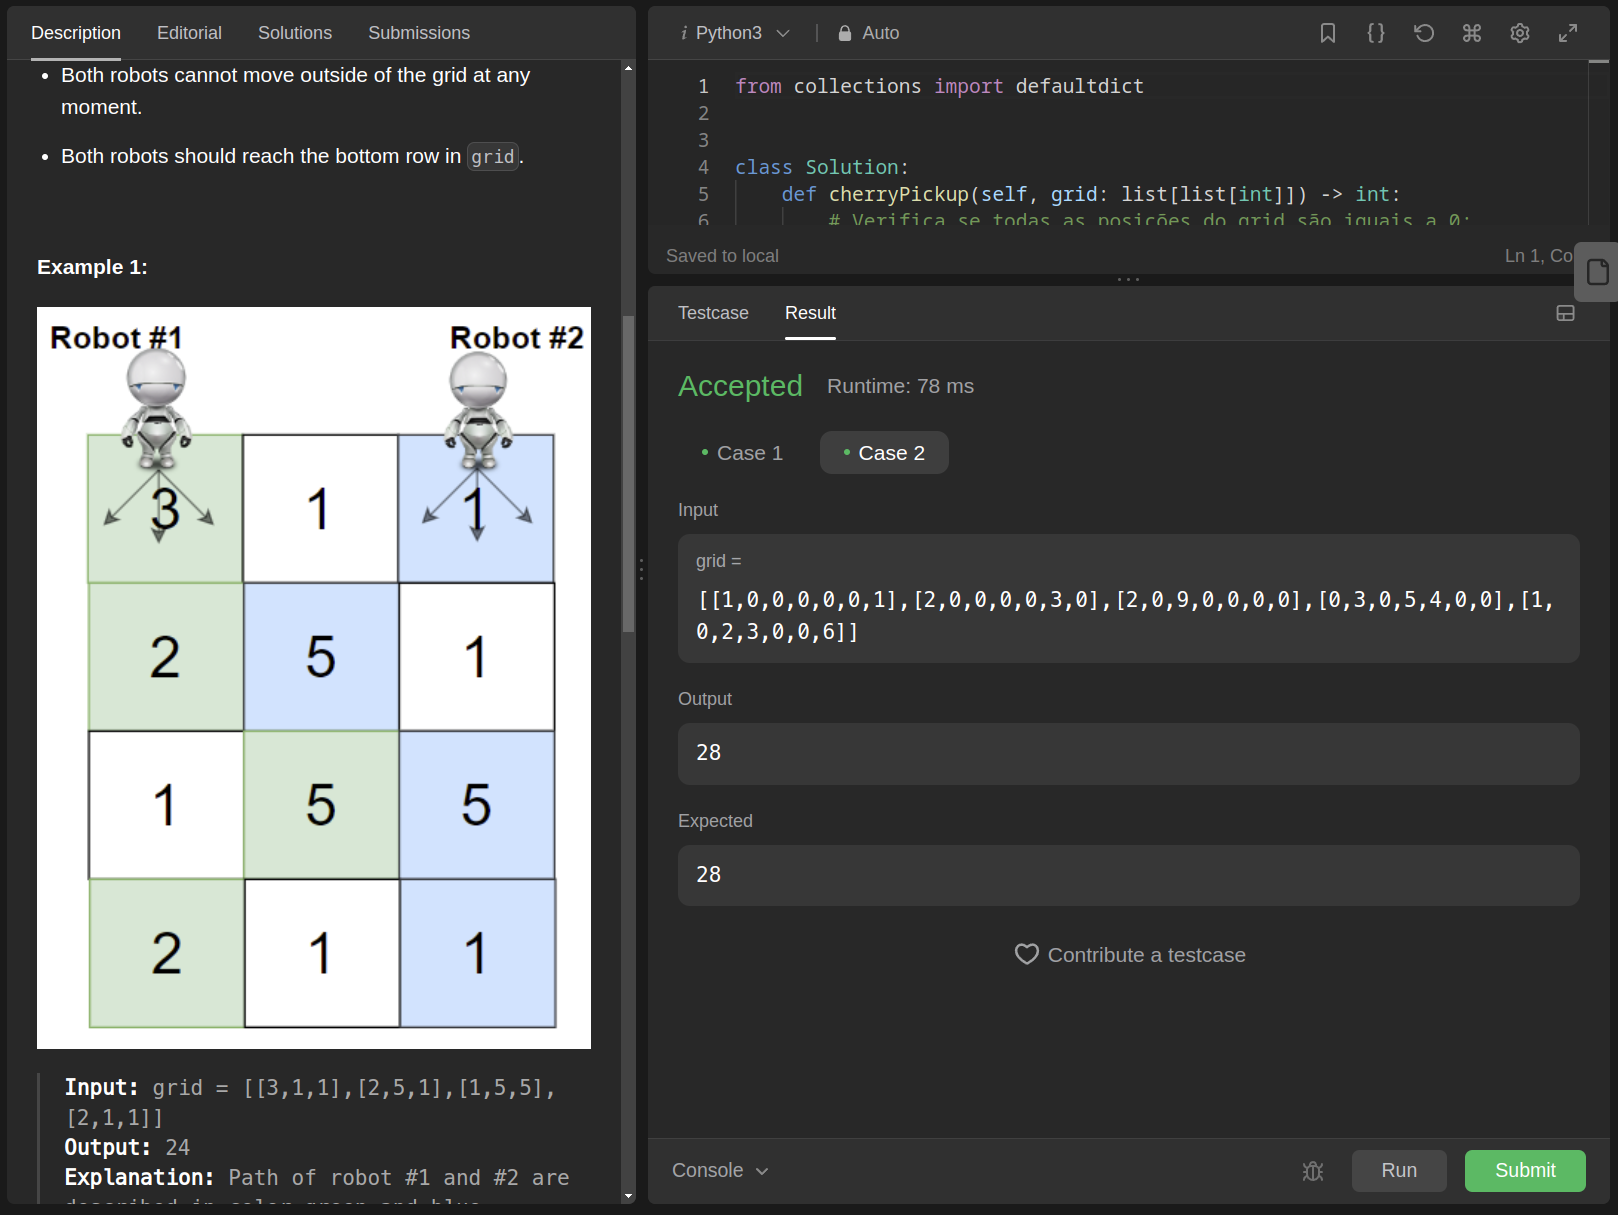 Description Editorial Solutions Submissions
• Both robots cannot move outside of the grid at any
moment.
• Both robots should reach the bottom row in grid.
Example 1:
Robot #1 Robot #2
3 1 1
2 5 1
1 5 5
2 1 1
Input: grid = [[3,1,1],[2,5,1],[1,5,5],
[2,1,1]]
Output: 24
Explanation: Path of robot #1 and #2 are
described in color green and blue
i Python3 Auto
1 from collections import defaultdict
2
3
4 class Solution:
5 def cherryPickup(self, grid: list[list[int]]) -> int:
6 # Verifica se todas as posições do grid são iguais a 0:
Saved to local Ln 1, Co
Testcase Result
Accepted Runtime: 78 ms
• Case 1 • Case 2
Input
grid =
[[1,0,0,0,0,0,1],[2,0,0,0,0,3,0],[2,0,9,0,0,0,0],[0,3,0,5,4,0,0],[1,
0,2,3,0,0,6]]
Output
28
Expected
28
Contribute a testcase
Console Run Submit